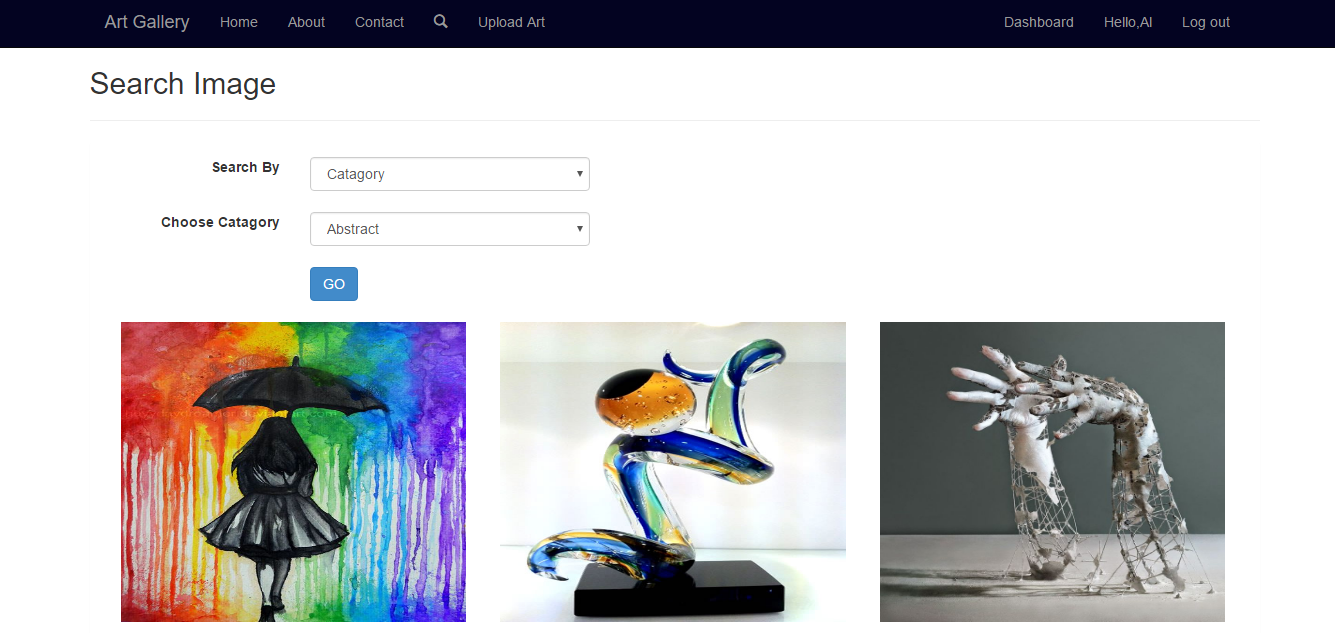 Art Gallery Home About Contact Upload Art Dashboard Hello,Al Log out
Search Image
Search By Catagory
Choose Catagory Abstract
GO